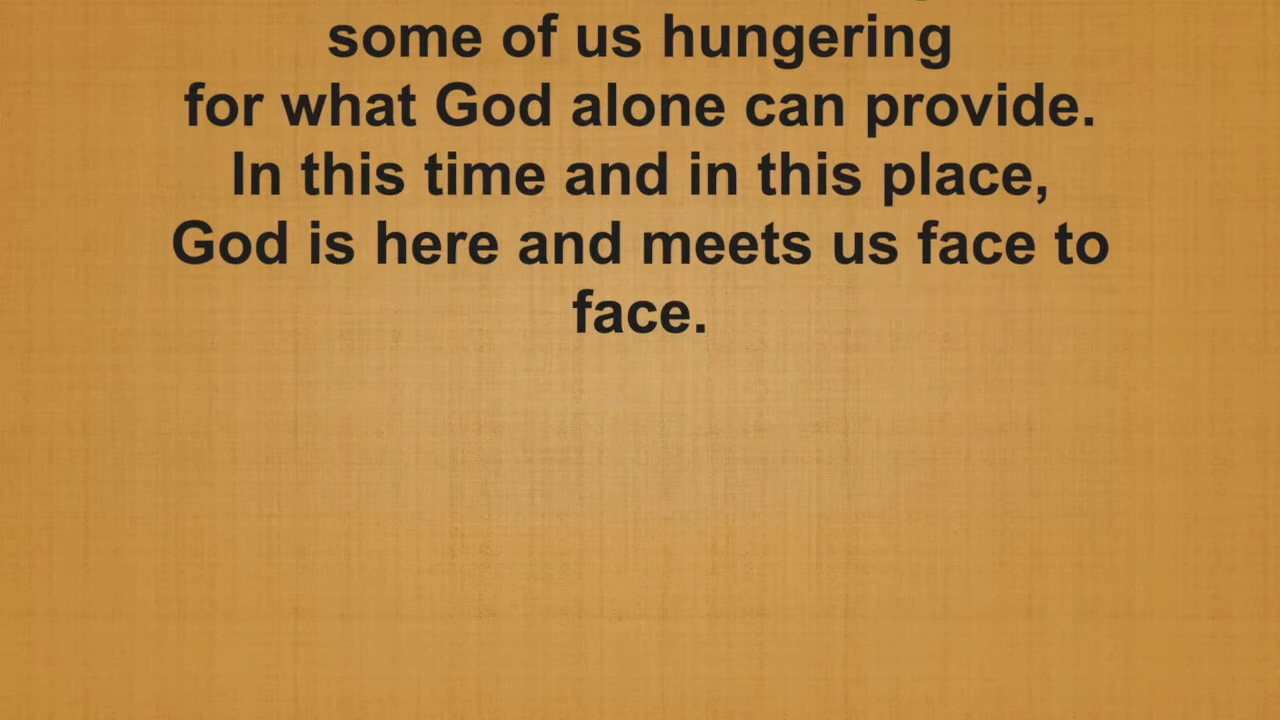 some of us hungering
for what God alone can provide.
In this time and in this place,
God is here and meets us face to
face.